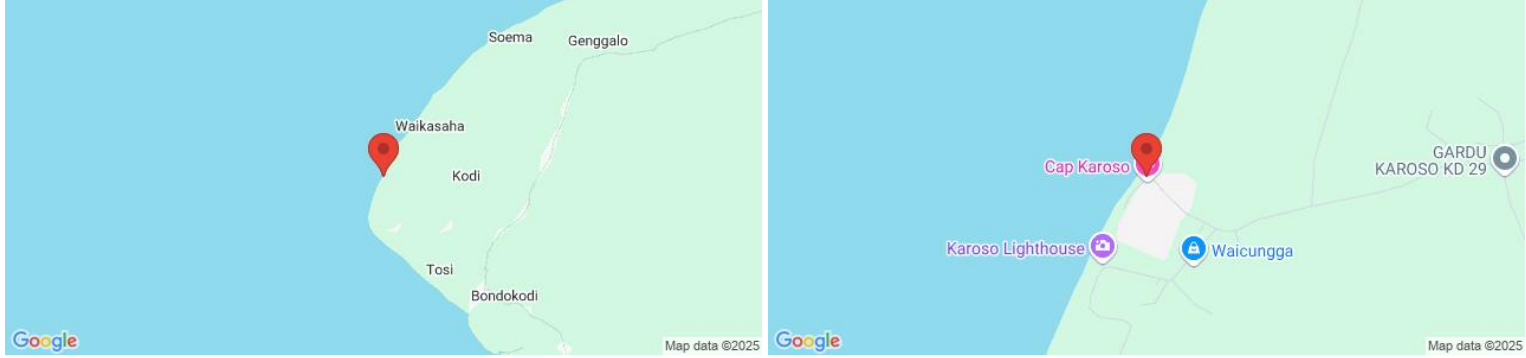 Soema
Genggalo
Waikasaha
Kodi
Tosi
Bondokodi
Google
Map data ©2025
Cap Karoso
GARDU
KAROSO KD 29
Karoso Lighthouse
Waicungga
Google
Map data ©2025